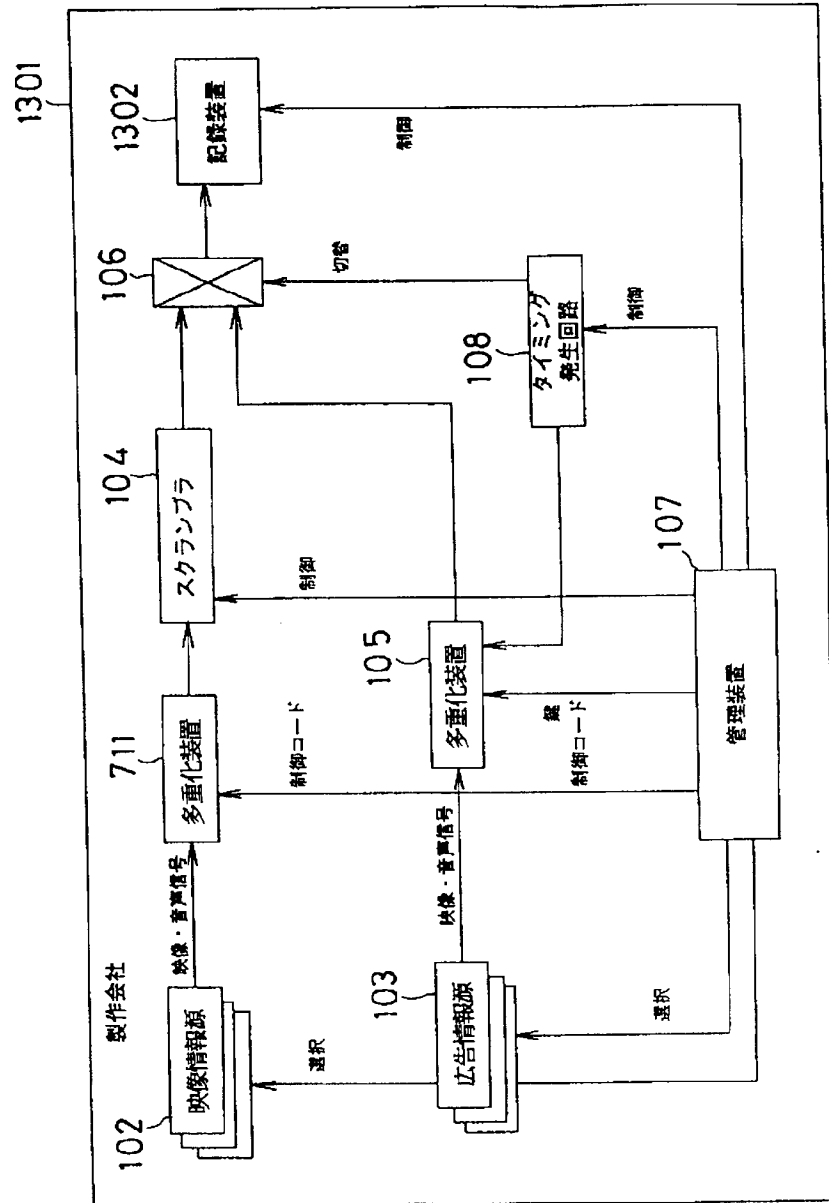 1301
製作会社
102
映像情報源
映像・音声信号
711
多重化装置
104
スクランブラ
106
1302
記録装置
選択
制御コード
制御
切替
制御
103
広告情報源
映像・音声信号
105
多重化装置
108
タイミング
発生回路
選択
制御コード
鍵
制御
107
管理装置